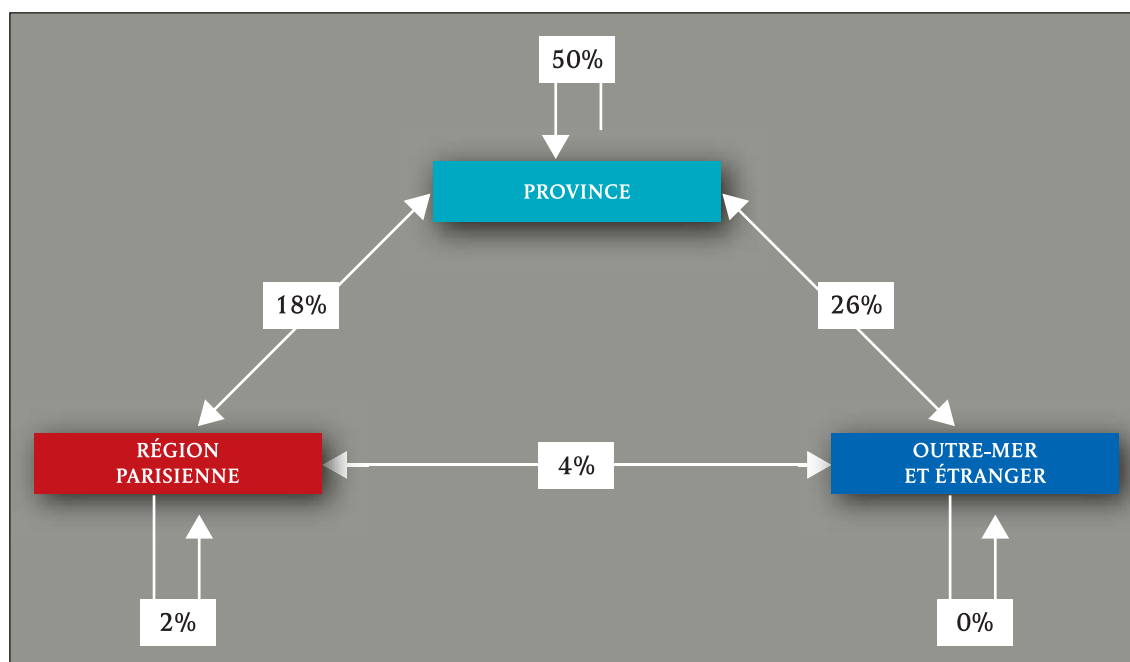 50%
PROVINCE
18%
26%
RÉGION
PARISIENNE
4%
OUTRE-MER
ET ÉTRANGER
2%
0%